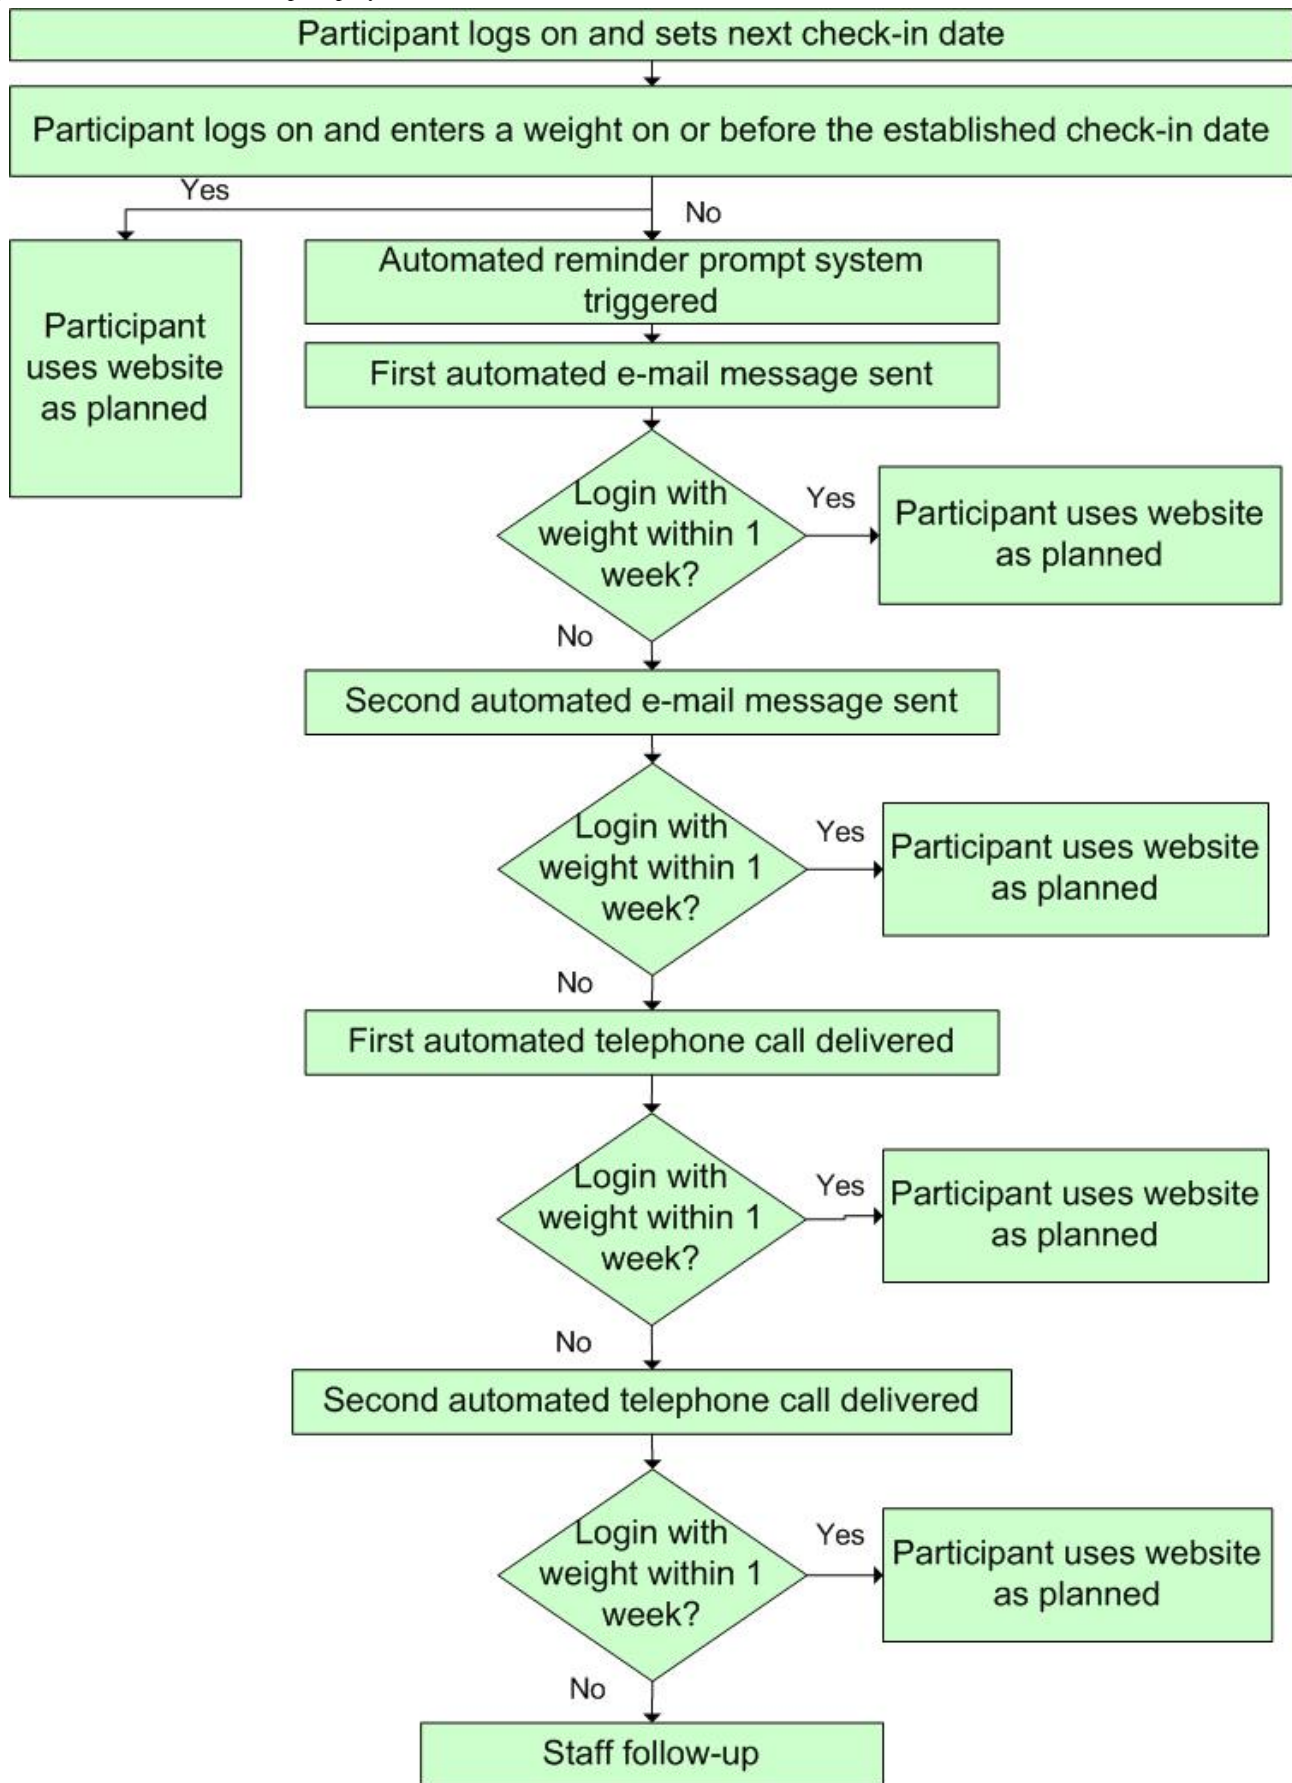 Participant logs on and sets next check-in date
Participant logs on and enters a weight on or before the established check-in date
Yes
No
Participant
uses website
as planned
Automated reminder prompt system
triggered
First automated e-mail message sent
Login with
weight within 1
week?
Yes
Participant uses website
as planned
No
Second automated e-mail message sent
Login with
weight within 1
week?
Yes
Participant uses website
as planned
No
First automated telephone call delivered
Login with
weight within 1
week?
Yes
Participant uses website
as planned
No
Second automated telephone call delivered
Login with
weight within 1
week?
Yes
Participant uses website
as planned
No
Staff follow-up